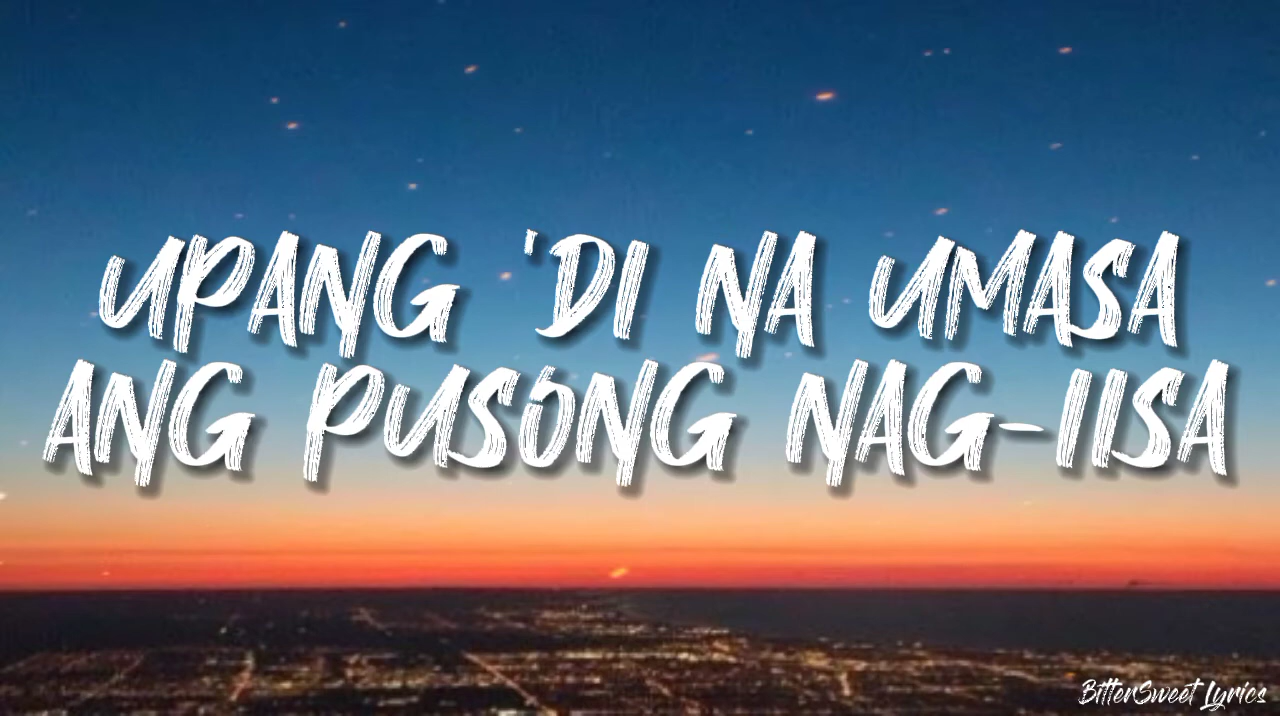 UPANG 'DI NA UMASA
ANG PUSONG NAG-IISA
BitterSweet Lyrics